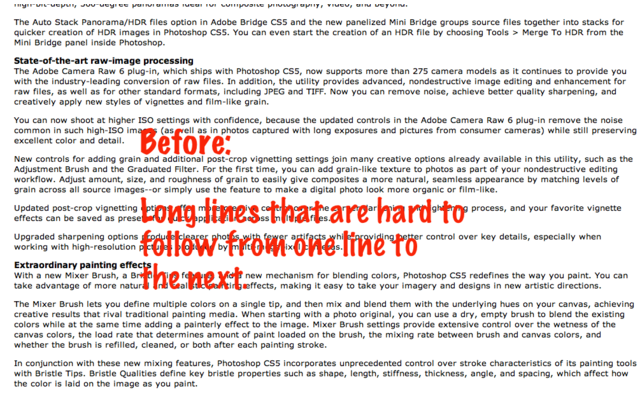 high-bit-depth, 360-degree panoramas ideal for composite photography, video, and beyond.
The Auto Stack Panorama/HDR files option in Adobe Bridge CS5 and the new panelized Mini Bridge groups source files together into stacks for
quicker creation of HDR images in Photoshop CS5. You can even start the creation of an HDR file by choosing Tools > Merge To HDR from the
Mini Bridge panel inside Photoshop.
State-of-the-art raw-image processing
The Adobe Camera Raw 6 plug-in, which ships with Photoshop CS5, now supports more than 275 camera models as it continues to provide you
with the industry-leading conversion of raw files. In addition, the utility provides advanced, nondestructive image editing and enhancement for
raw files, as well as for other standard formats, including JPEG and TIFF. Now you can remove noise, achieve better quality sharpening, and
creatively apply new styles of vignettes and film-like grain.
You can now shoot at higher ISO settings with confidence, because the updated controls in the Adobe Camera Raw 6 plug-in remove the noise
common in such high-ISO images (as well as in photos captured with long exposures and pictures from consumer cameras) while still preserving
excellent color and detail.
Before:
New controls for adding grain and additional post-crop vignetting settings join many creative options already available in this utility, such as the
Adjustment Brush and the Graduated Filter. For the first time, you can add grain-like texture to photos as part of your nondestructive editing
workflow. Adjust amount, size, and roughness of grain to easily give composites a more natural, seamless appearance by matching levels of
grain across all source images--or simply use the feature to make a digital photo look more organic or film-like.
Updated post-crop vignetting options offer more process, and your favorite vignette
effects can be saved as
long lines that are hard to
follow from one line to
the next.
Upgraded sharpening options produce clearer photos with fewer artifacts while providing better control over key details, especially when
working with high-resolution pictures
Extraordinary painting effects
With a new Mixer Brush, a Bristle Tips feature, and a new mechanism for blending colors, Photoshop CS5 redefines the way you paint. You can
take advantage of more natural and realistic painting effects, making it easy to take your imagery and designs in new artistic directions.
The Mixer Brush lets you define multiple colors on a single tip, and then mix and blend them with the underlying hues on your canvas, achieving
creative results that rival traditional painting media. When starting with a photo original, you can use a dry, empty brush to blend the existing
colors while at the same time adding a painterly effect to the image. Mixer Brush settings provide extensive control over the wetness of the
canvas colors, the load rate that determines amount of paint loaded on the brush, the mixing rate between brush and canvas colors, and
whether the brush is refilled, cleaned, or both after each painting stroke.
In conjunction with these new mixing features, Photoshop CS5 incorporates unprecedented control over stroke characteristics of its painting tools
with Bristle Tips. Bristle Qualities define key bristle properties such as shape, length, stiffness, thickness, angle, and spacing, which affect how
the color is laid on the image as you paint.